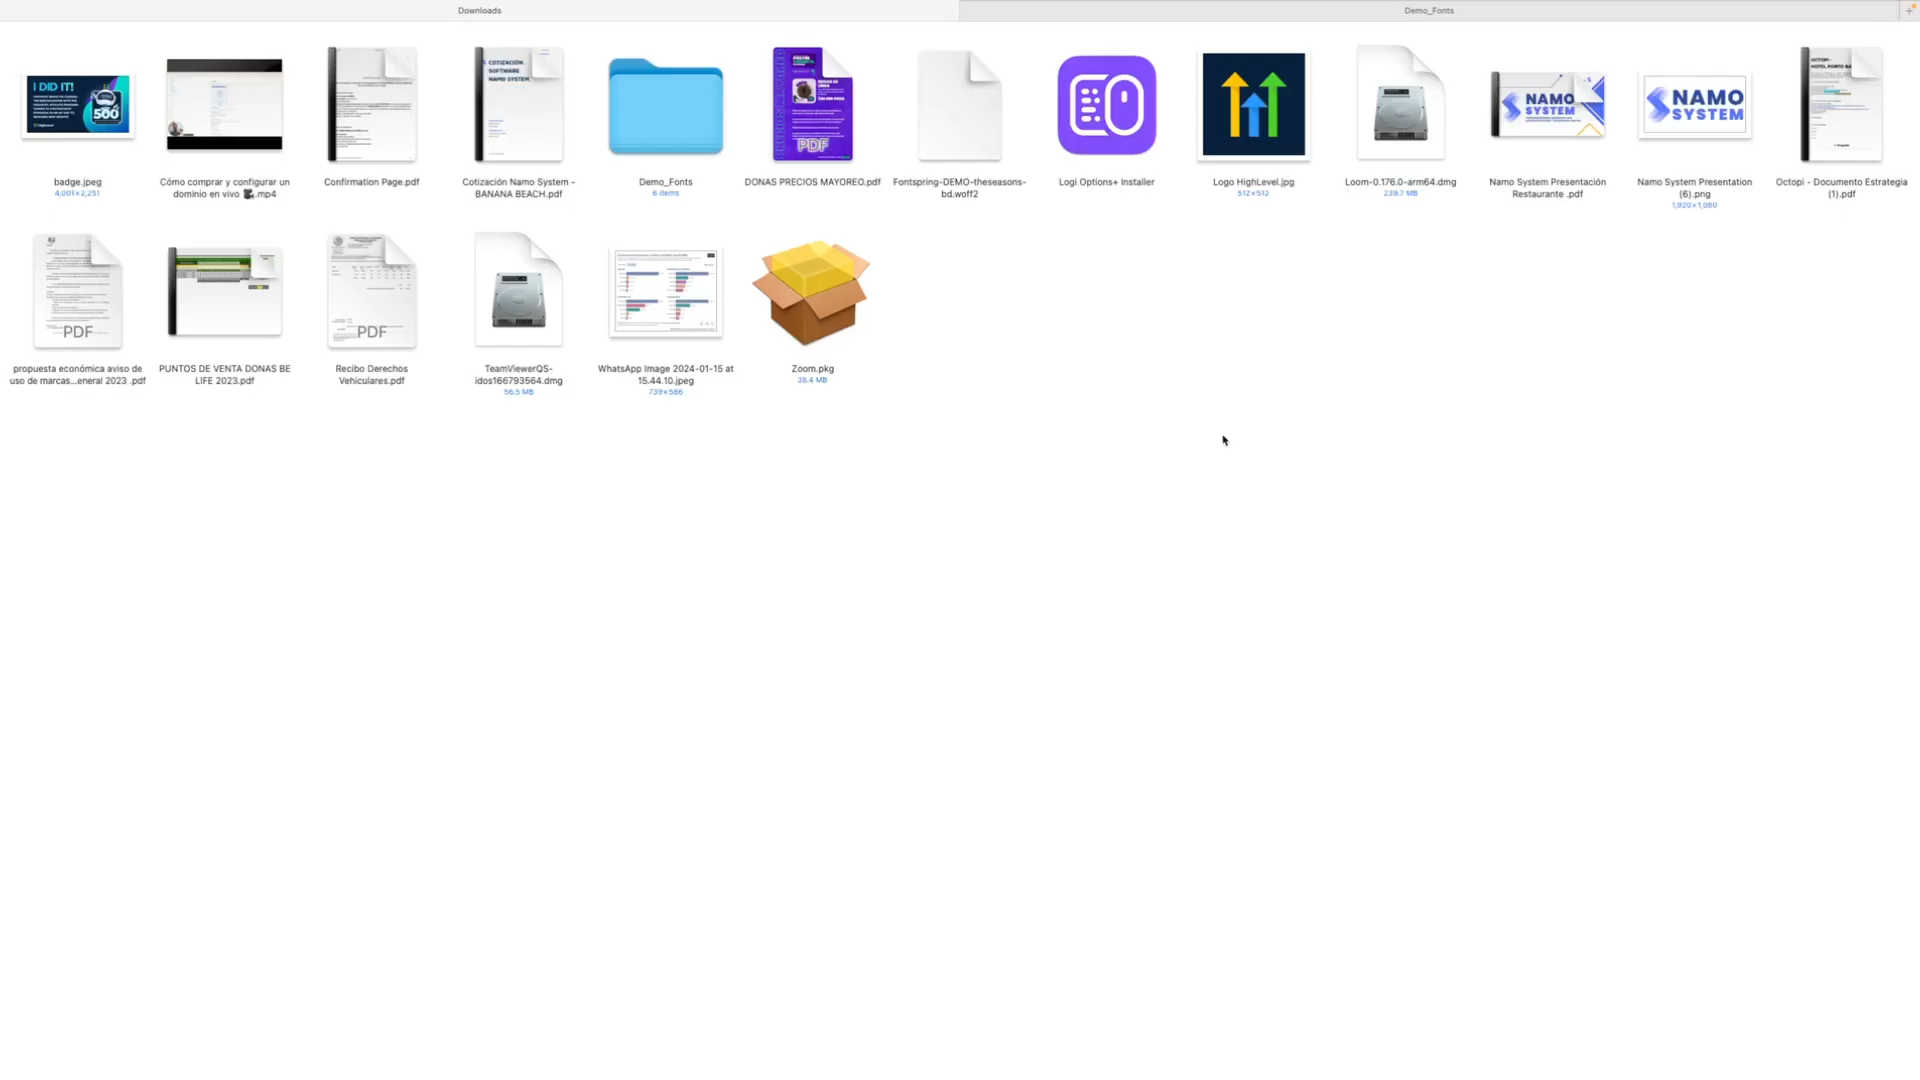 Downloads
Demo_Fonts
I DID IT!
500
COTIZACIÓN:
SOFTWARE
NAMO SYSTEM
PDF
NAMO
SYSTEM
NAMO
SYSTEM
OCTOPI -
badge.jpeg
4,001×2,251
Cómo comprar y configurar un
dominio en vivo 🎥.mp4
Confirmation Page.pdf
Cotización Namo System -
BANANA BEACH.pdf
Demo_Fonts
6 items
DONAS PRECIOS MAYOREO.pdf
Fontspring-DEMO-theseasons-
bd.woff2
Logi Options+ Installer
Logo HighLevel.jpg
512×512
Loom-0.176.0-arm64.dmg
239.7 MB
Namo System Presentación
Restaurante .pdf
Namo System Presentation
(6).png
1,920×1,080
Octopi - Documento Estrategia
(1).pdf
PDF
PDF
propuesta económica aviso de
uso de marcas...eneral 2023 .pdf
PUNTOS DE VENTA DONAS BE
LIFE 2023.pdf
Recibo Derechos
Vehiculares.pdf
TeamViewerQS-
idos166793564.dmg
56.5 MB
WhatsApp Image 2024-01-15 at
15.44.10.jpeg
739×586
Zoom.pkg
38.4 MB